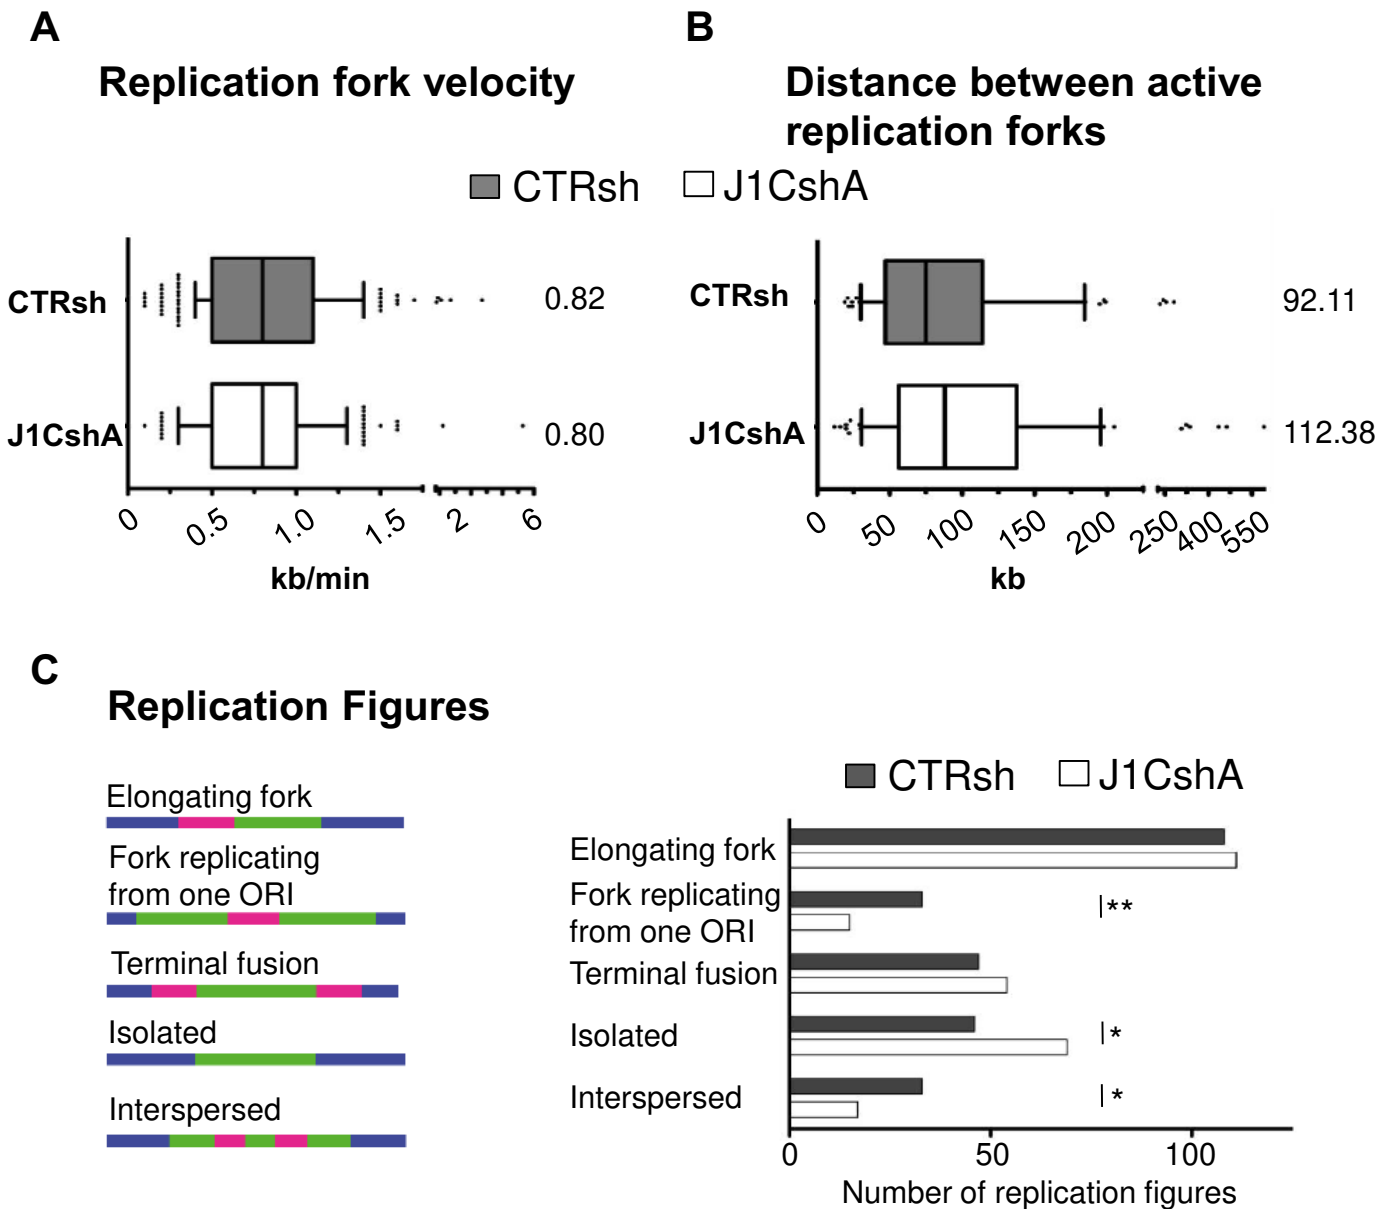 A
Replication fork velocity
B
Distance between active
replication forks
CTRsh J1CshA
CTRsh
0.82
J1CshA
0.80
0 0.5 1.0 1.5 2 6
kb/min
CTRsh
92.11
J1CshA
112.38
0 50 100 150 200 250 400 550
kb
C
Replication Figures
Elongating fork
Fork replicating
from one ORI
Terminal fusion
Isolated
Interspersed
CTRsh J1CshA
Elongating fork
Fork replicating
from one ORI
**
Terminal fusion
Isolated
*
Interspersed
*
0 50 100
Number of replication figures